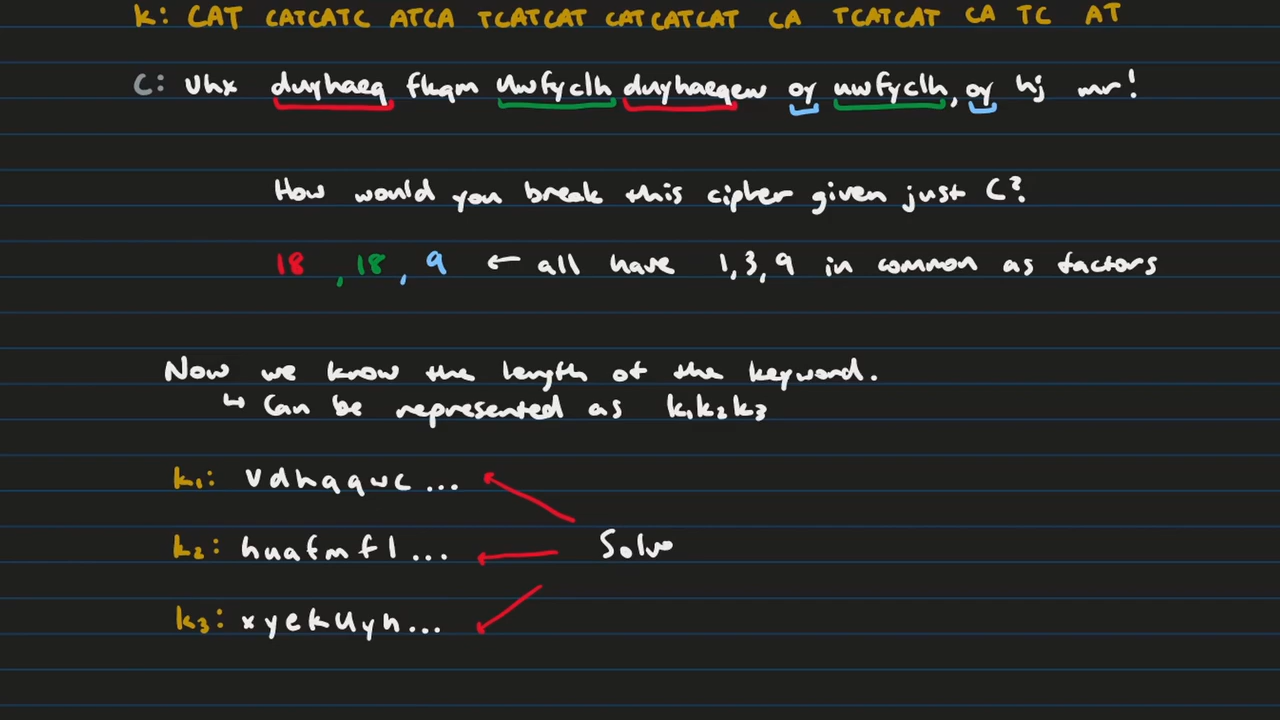 K: CAT CATCATC ATCA TCATCAT CATCATCAT CA TCATCAT CA TC AT
C: Vhx duyhaeq fkqm uwfyclh duyhaeqew oy uwfyclh, oy hj mr!
How would you break this cipher given just C?
18, 18, 9 ← all have 1, 3, 9 in common as factors
Now we know the length of the keyword.
↳ Can be represented as k₁k₂k₃
k₁: vdhaqwc...
k₂: huafmfl... Solve
k₃: xyekuyh...